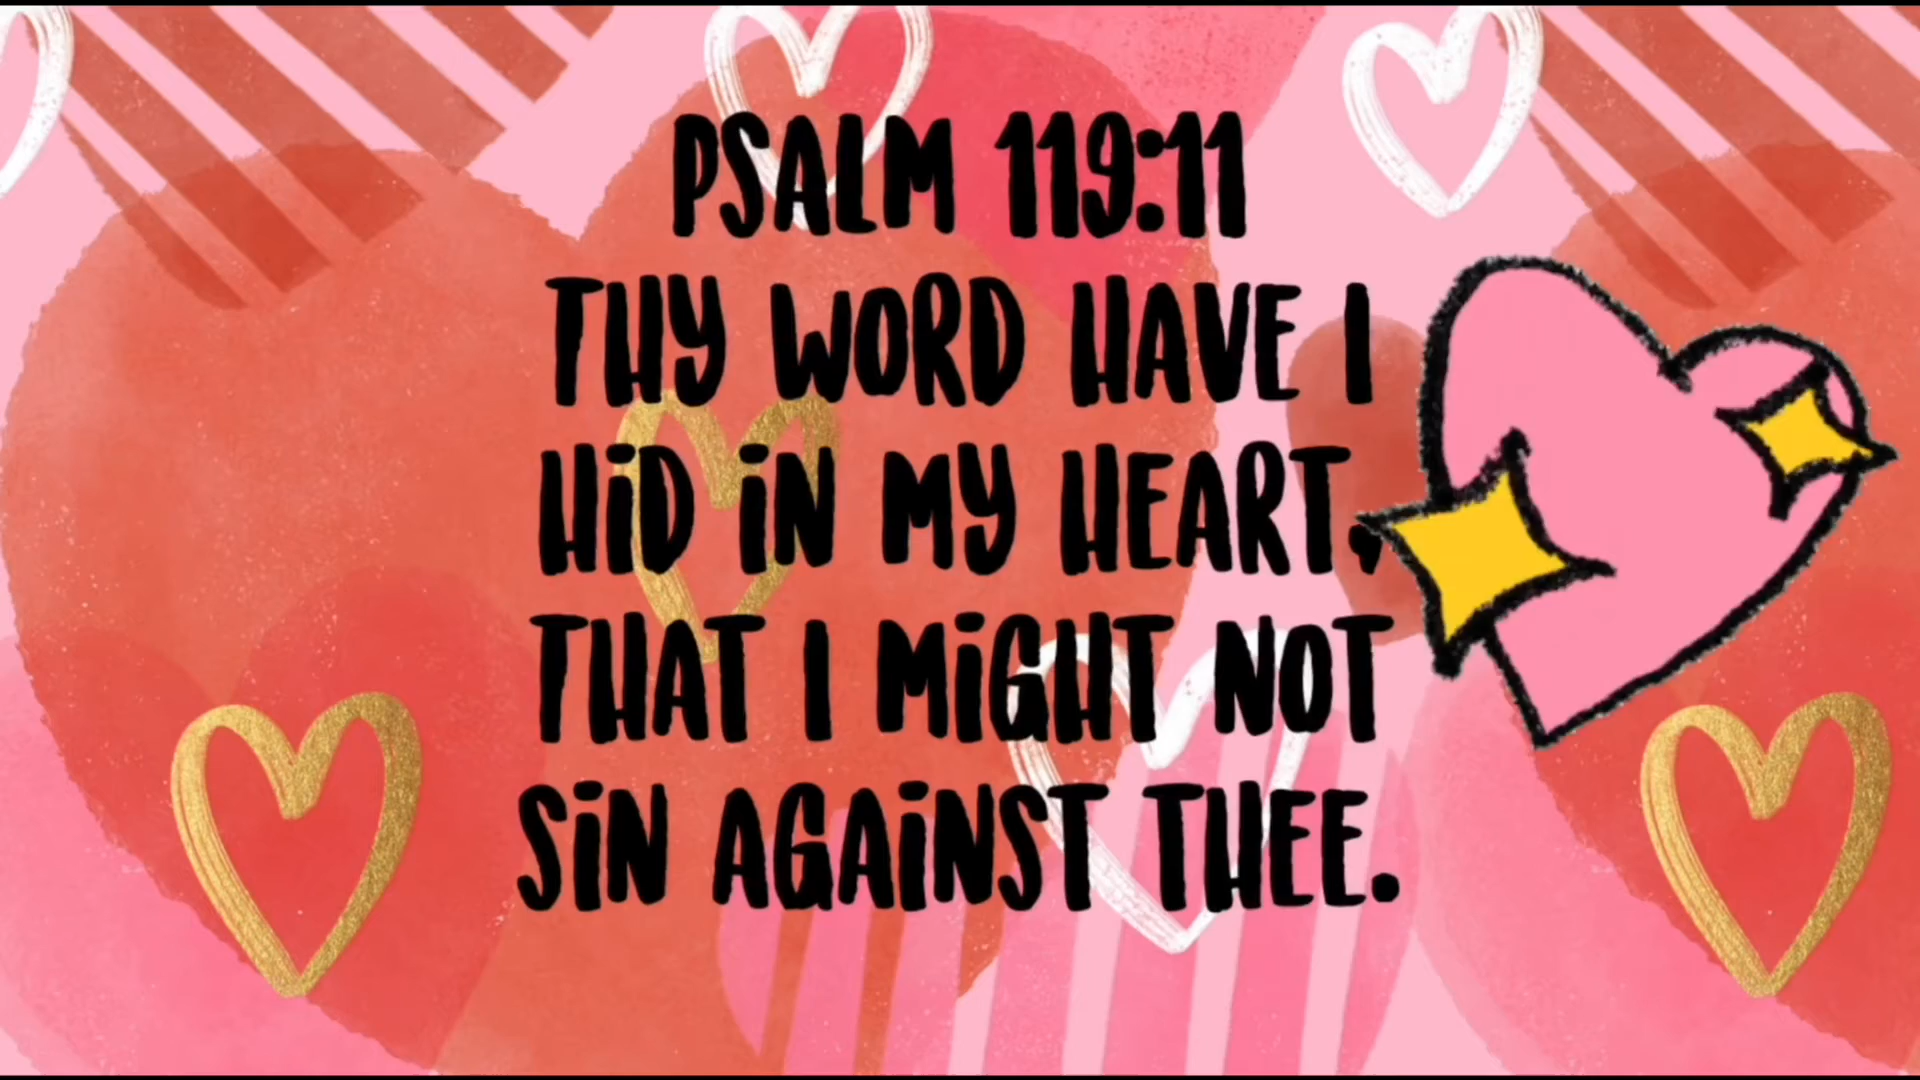 PSALM 119:11
THY WORD HAVE I
HID IN MY HEART,
THAT I MIGHT NOT
SIN AGAINST THEE.